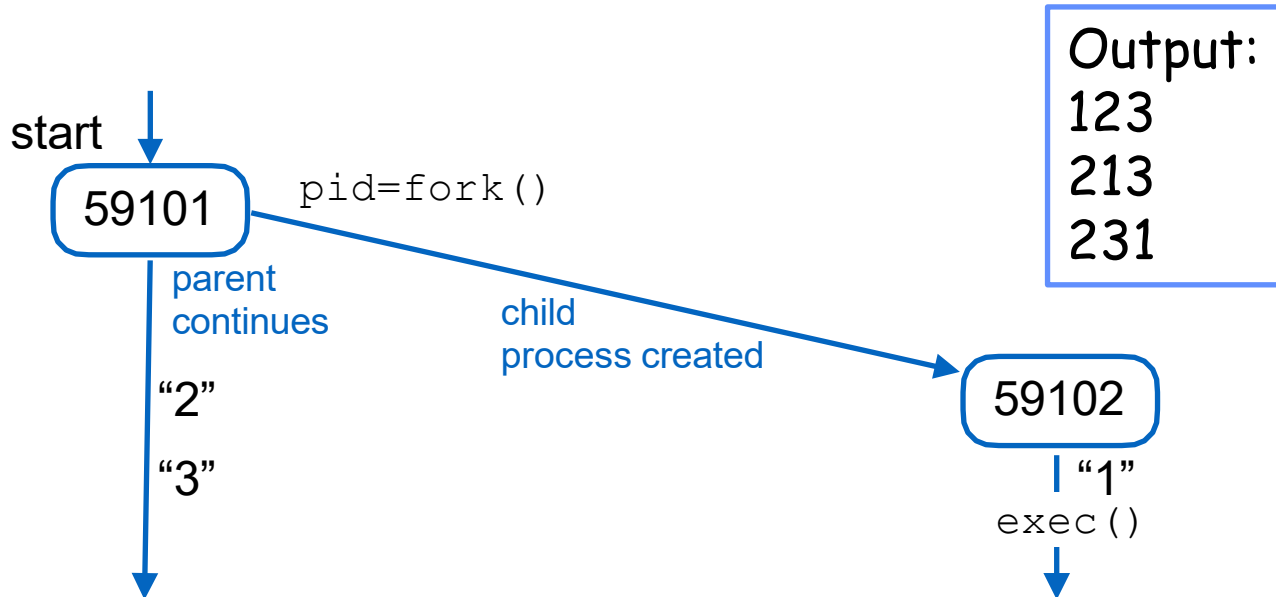 Output:
123
213
231
start
59101
pid=fork()
parent
continues
child
process created
“2”
59102
“3”
“1”
exec()